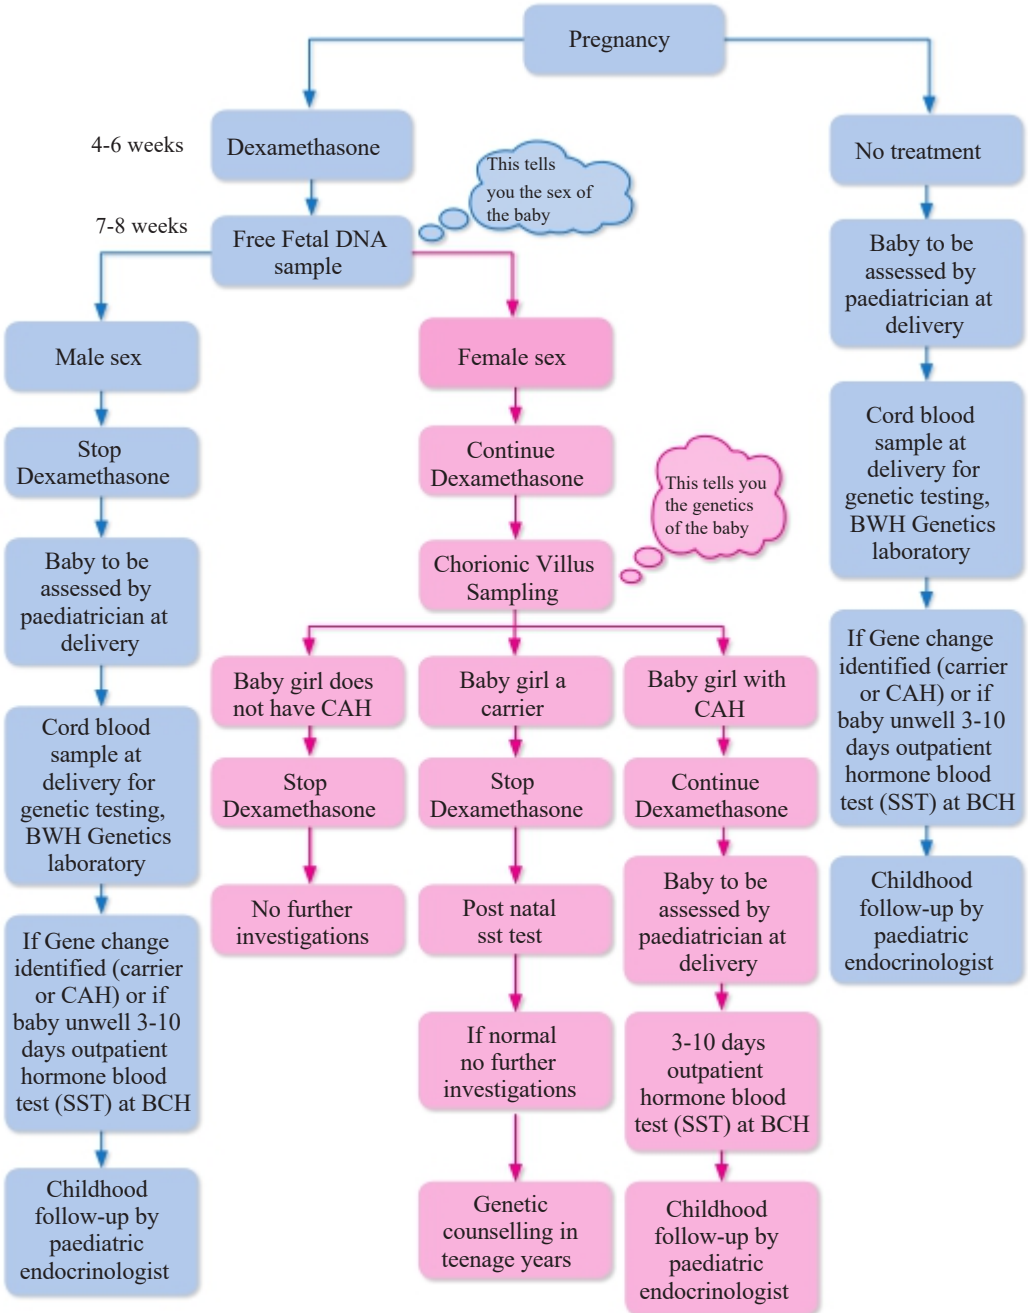 Pregnancy
4-6 weeks
Dexamethasone
No treatment
This tells
you the sex of
the baby
7-8 weeks
Free Fetal DNA
sample
Baby to be
assessed by
paediatrician at
delivery
Male sex
Female sex
Cord blood
sample at
delivery for
genetic testing,
BWH Genetics
laboratory
Stop
Dexamethasone
Continue
Dexamethasone
This tells you
the genetics
of the baby
Baby to be
assessed by
paediatrician at
delivery
Chorionic Villus
Sampling
If Gene change
identified (carrier
or CAH) or if
baby unwell 3-10
days outpatient
hormone blood
test (SST) at BCH
Baby girl does
not have CAH
Baby girl a
carrier
Baby girl with
CAH
Cord blood
sample at
delivery for
genetic testing,
BWH Genetics
laboratory
Stop
Dexamethasone
Stop
Dexamethasone
Continue
Dexamethasone
Childhood
follow-up by
paediatric
endocrinologist
No further
investigations
Post natal
sst test
Baby to be
assessed by
paediatrician at
delivery
If Gene change
identified (carrier
or CAH) or if
baby unwell 3-10
days outpatient
hormone blood
test (SST) at BCH
If normal
no further
investigations
3-10 days
outpatient
hormone blood
test (SST) at BCH
Childhood
follow-up by
paediatric
endocrinologist
Genetic
counselling in
teenage years
Childhood
follow-up by
paediatric
endocrinologist